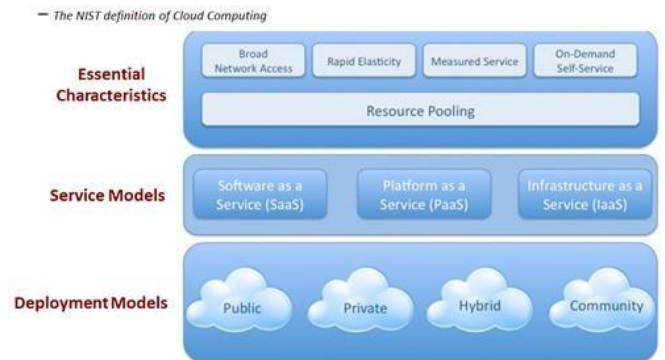 — The NIST definition of Cloud Computing
Essential
Characteristics
Broad
Network Access
Rapid Elasticity
Measured Service
On-Demand
Self-Service
Resource Pooling
Service Models
Software as a
Service (SaaS)
Platform as a
Service (PaaS)
Infrastructure as a
Service (IaaS)
Deployment Models
Public
Private
Hybrid
Community